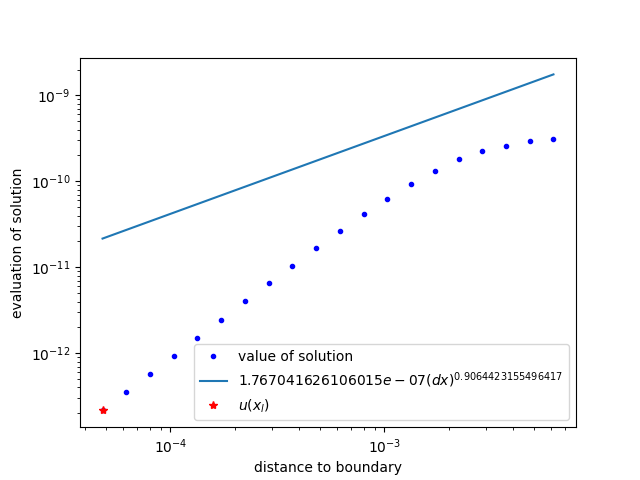 10⁻⁹
10⁻¹⁰
10⁻¹¹
10⁻¹²
evaluation of solution
value of solution
1.767041626106015e − 07(dx)^0.9064423155496417
u(x_l)
10⁻⁴
10⁻³
distance to boundary